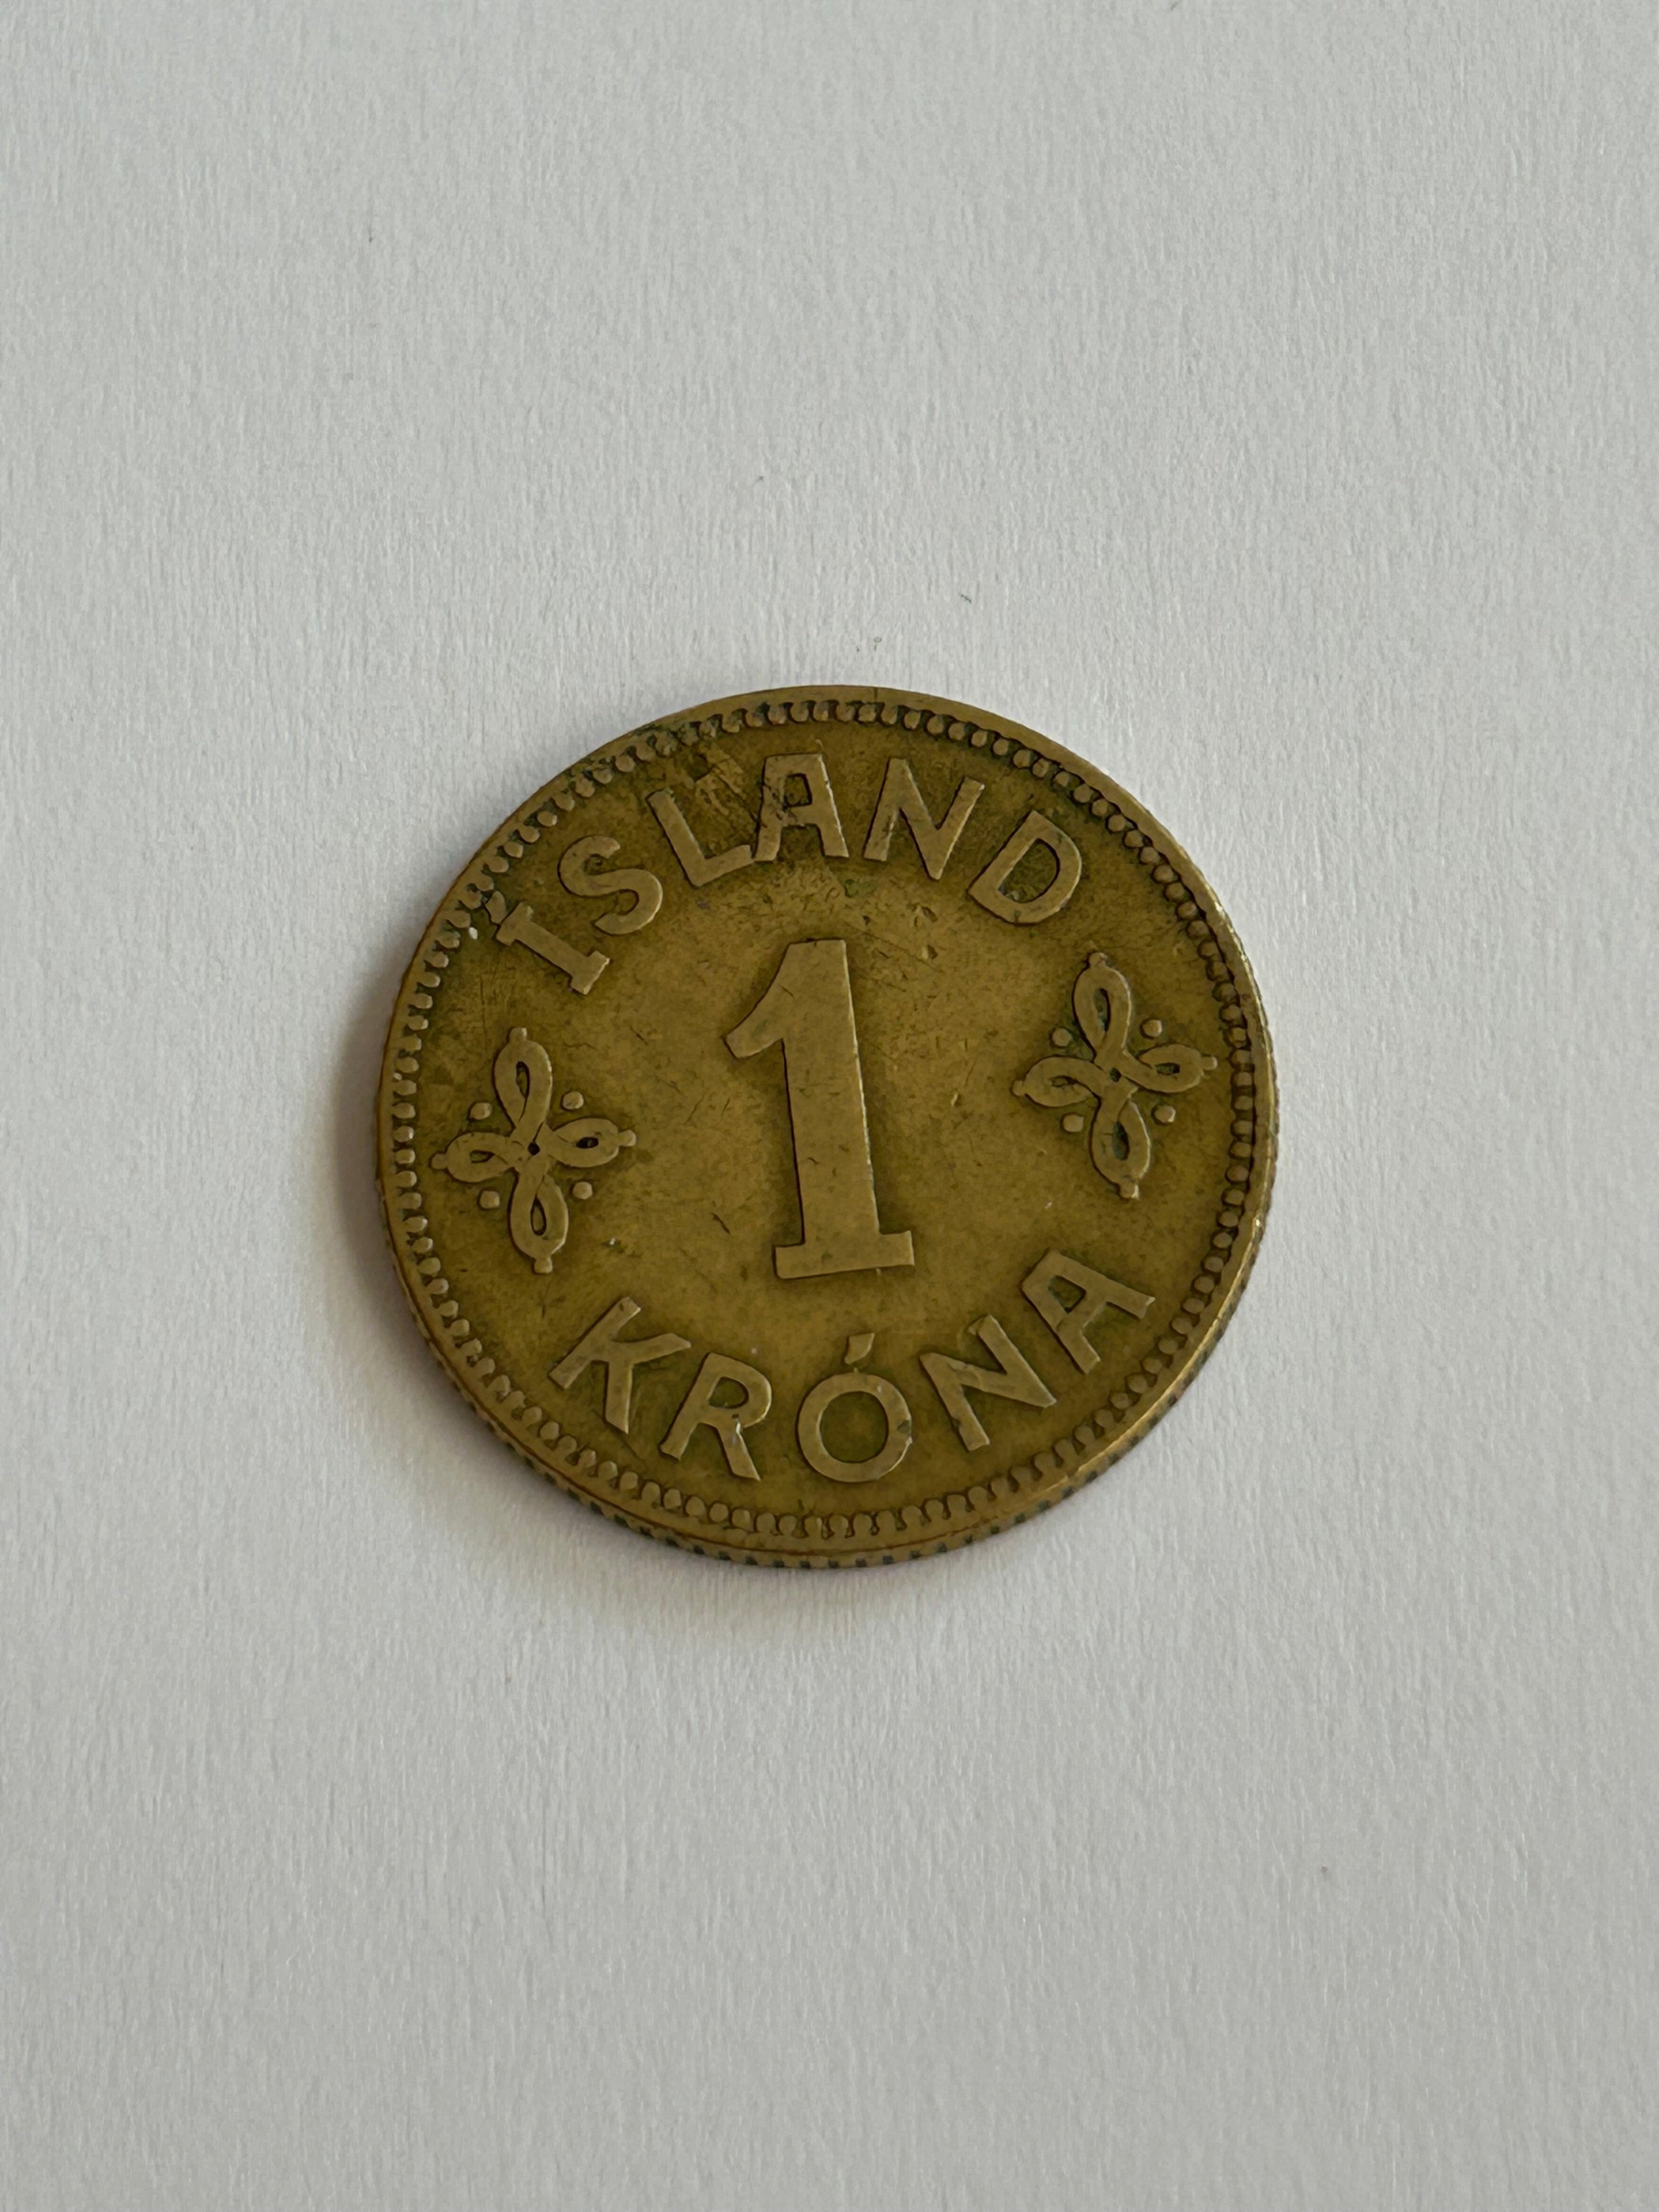 ÍSLAND
1
KRÓNA